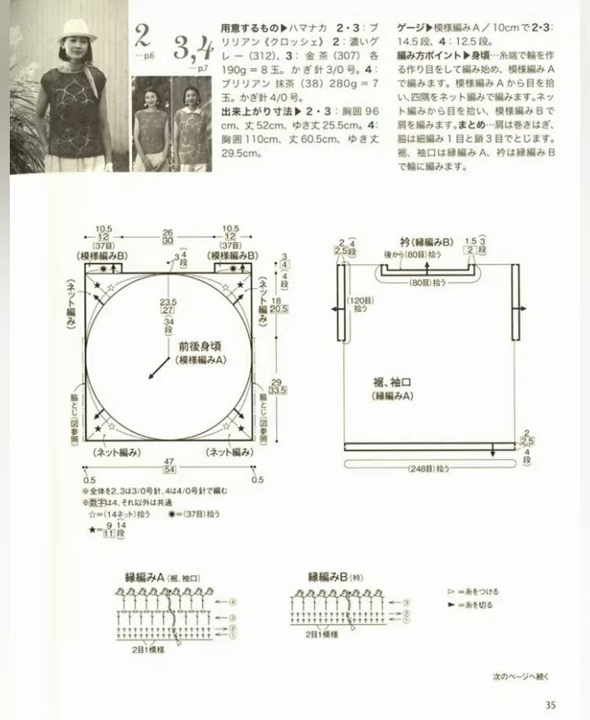 2
…p.6
3,4
…p.7
用意するもの▶ハマナカ 2・3：ブ
リリアン《クロッシェ》 2：濃いグ
レー（312）、3：金茶（307）各
190g＝8玉。かぎ針3/0号。4：
ブリリアン 抹茶（38）280g＝7
玉。かぎ針4/0号。
出来上がり寸法▶2・3：胸囲96
cm、丈52cm、ゆき丈25.5cm。4：
胸囲110cm、丈60.5cm、ゆき丈
29.5cm。
ゲージ▶模様編みA／10cmで2・3：
14.5段、4：12.5段。
編み方ポイント▶身頃…糸端で輪を作
る作り目をして編み始め、模様編みA
で編みます。模様編みAから目を拾
い、四隅をネット編みで編みます。ネッ
ト編みから目を拾い、模様編みBで
肩を編みます。まとめ…肩は巻きはぎ、
脇は細編み1目と鎖3目でとじます。
裾、袖口は縁編みA、衿は縁編みB
で輪に編みます。
10.5
12
(37目)
(模様編みB)
26
30
10.5
12
(37目)
(模様編みB)
3
4段
3
4
4段
(ネット編み)
(ネット編み)
18
20.5
23.5
27
34段
前後身頃
(模様編みA)
29
33.5
脇とじ(図参照)
脇とじ(図参照)
(ネット編み)
(ネット編み)
0.5
47
54
0.5
※全体を2、3は3/0号針、4は4/0号針で編む
※数字は4、それ以外は共通
☆＝(14ネット)拾う ◉＝(37目)拾う
★＝9 11 14段
2
2.5
4段
衿(縁編みB)
後から(80目)拾う
1.5
2
3段
(80目)拾う
(120目)拾う
裾、袖口
(縁編みA)
2
2.5
4段
(248目)拾う
縁編みA(裾、袖口)
④
③
②
①
2目1模様
縁編みB(衿)
③
②
①
2目1模様
▷＝糸をつける
▶＝糸を切る
次のページへ続く
35